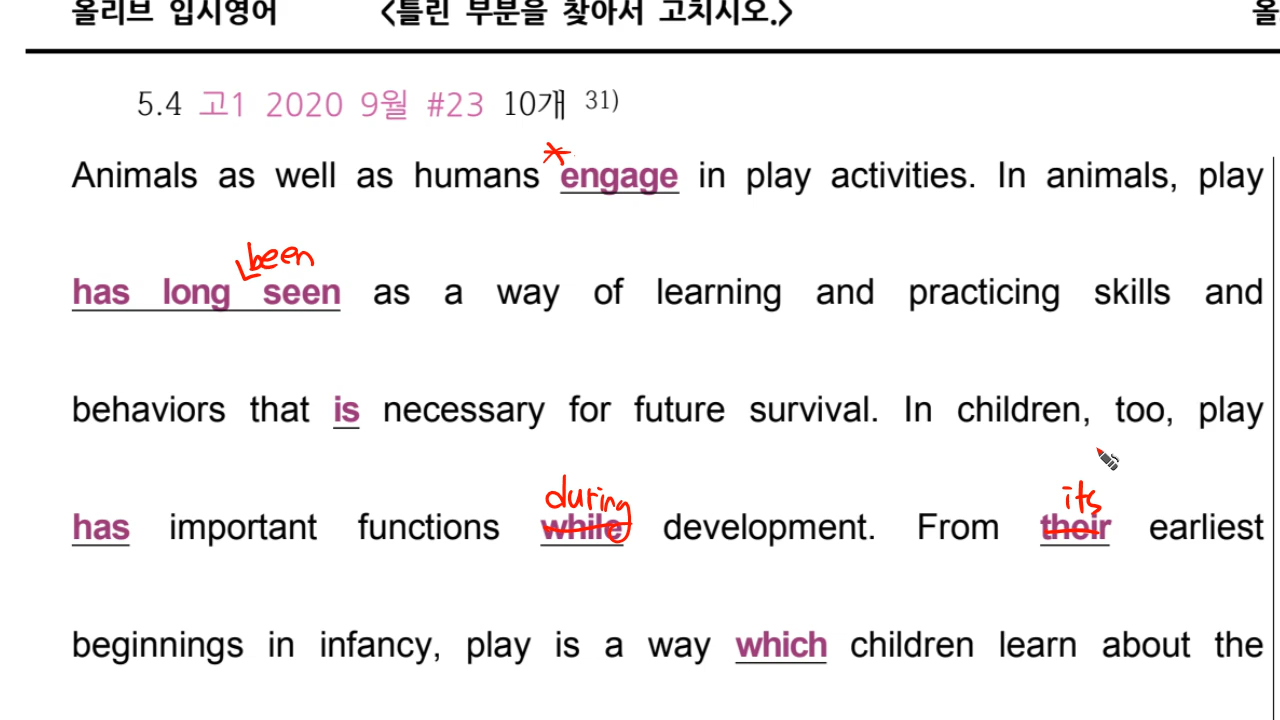 올리브 입시영어 <틀린 부분을 찾아서 고치시오.> 올
5.4 고1 2020 9월 #23 10개 31)
Animals as well as humans engage in play activities. In animals, play
been
has long seen as a way of learning and practicing skills and
behaviors that is necessary for future survival. In children, too, play
during its
has important functions while development. From their earliest
beginnings in infancy, play is a way which children learn about the